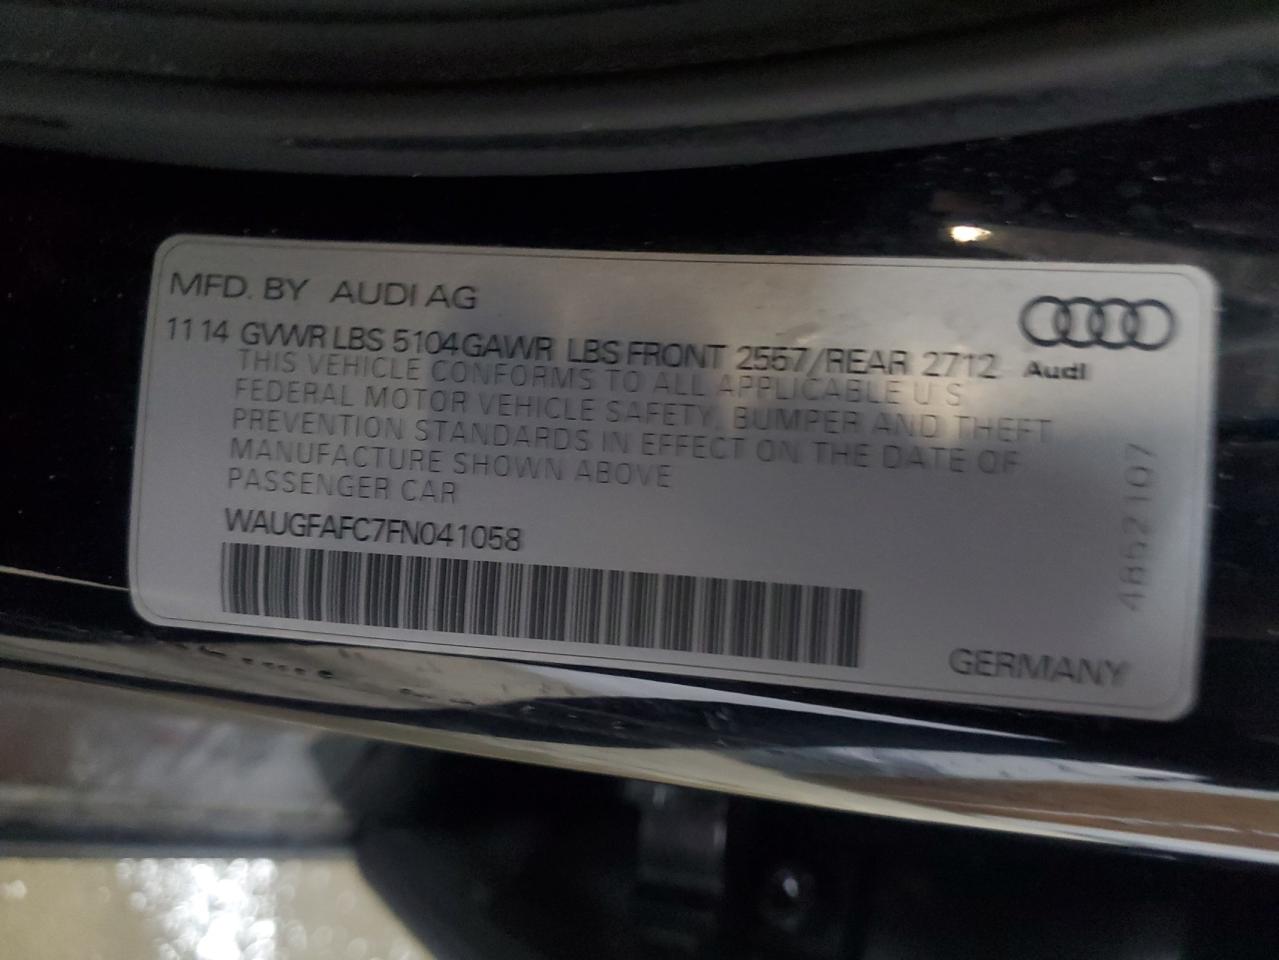 MFD. BY AUDI AG
11 14 GVWR LBS 5104 GAWR LBS FRONT 2557/REAR 2712
Audi
THIS VEHICLE CONFORMS TO ALL APPLICABLE U S
FEDERAL MOTOR VEHICLE SAFETY, BUMPER AND THEFT
PREVENTION STANDARDS IN EFFECT ON THE DATE OF
MANUFACTURE SHOWN ABOVE
PASSENGER CAR
WAUGFAFC7FN041058
4852107
GERMANY